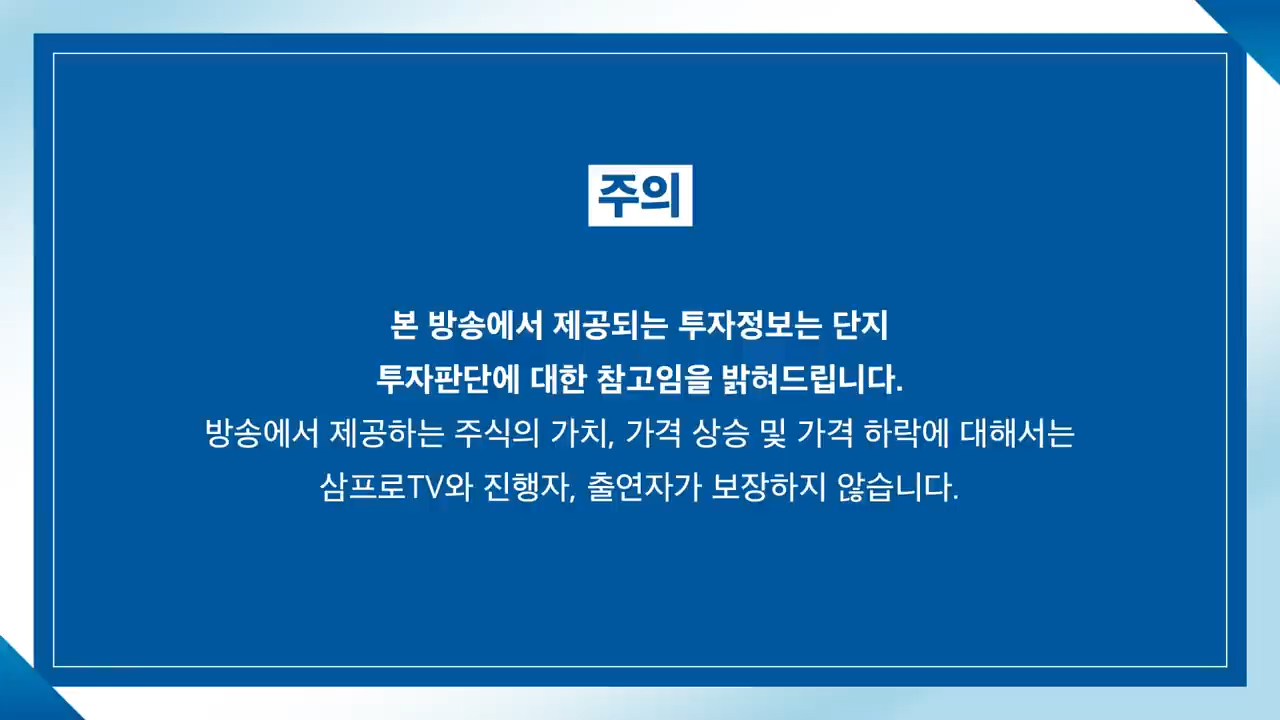 주의
본 방송에서 제공되는 투자정보는 단지
투자판단에 대한 참고임을 밝혀드립니다.
방송에서 제공하는 주식의 가치, 가격 상승 및 가격 하락에 대해서는
삼프로TV와 진행자, 출연자가 보장하지 않습니다.